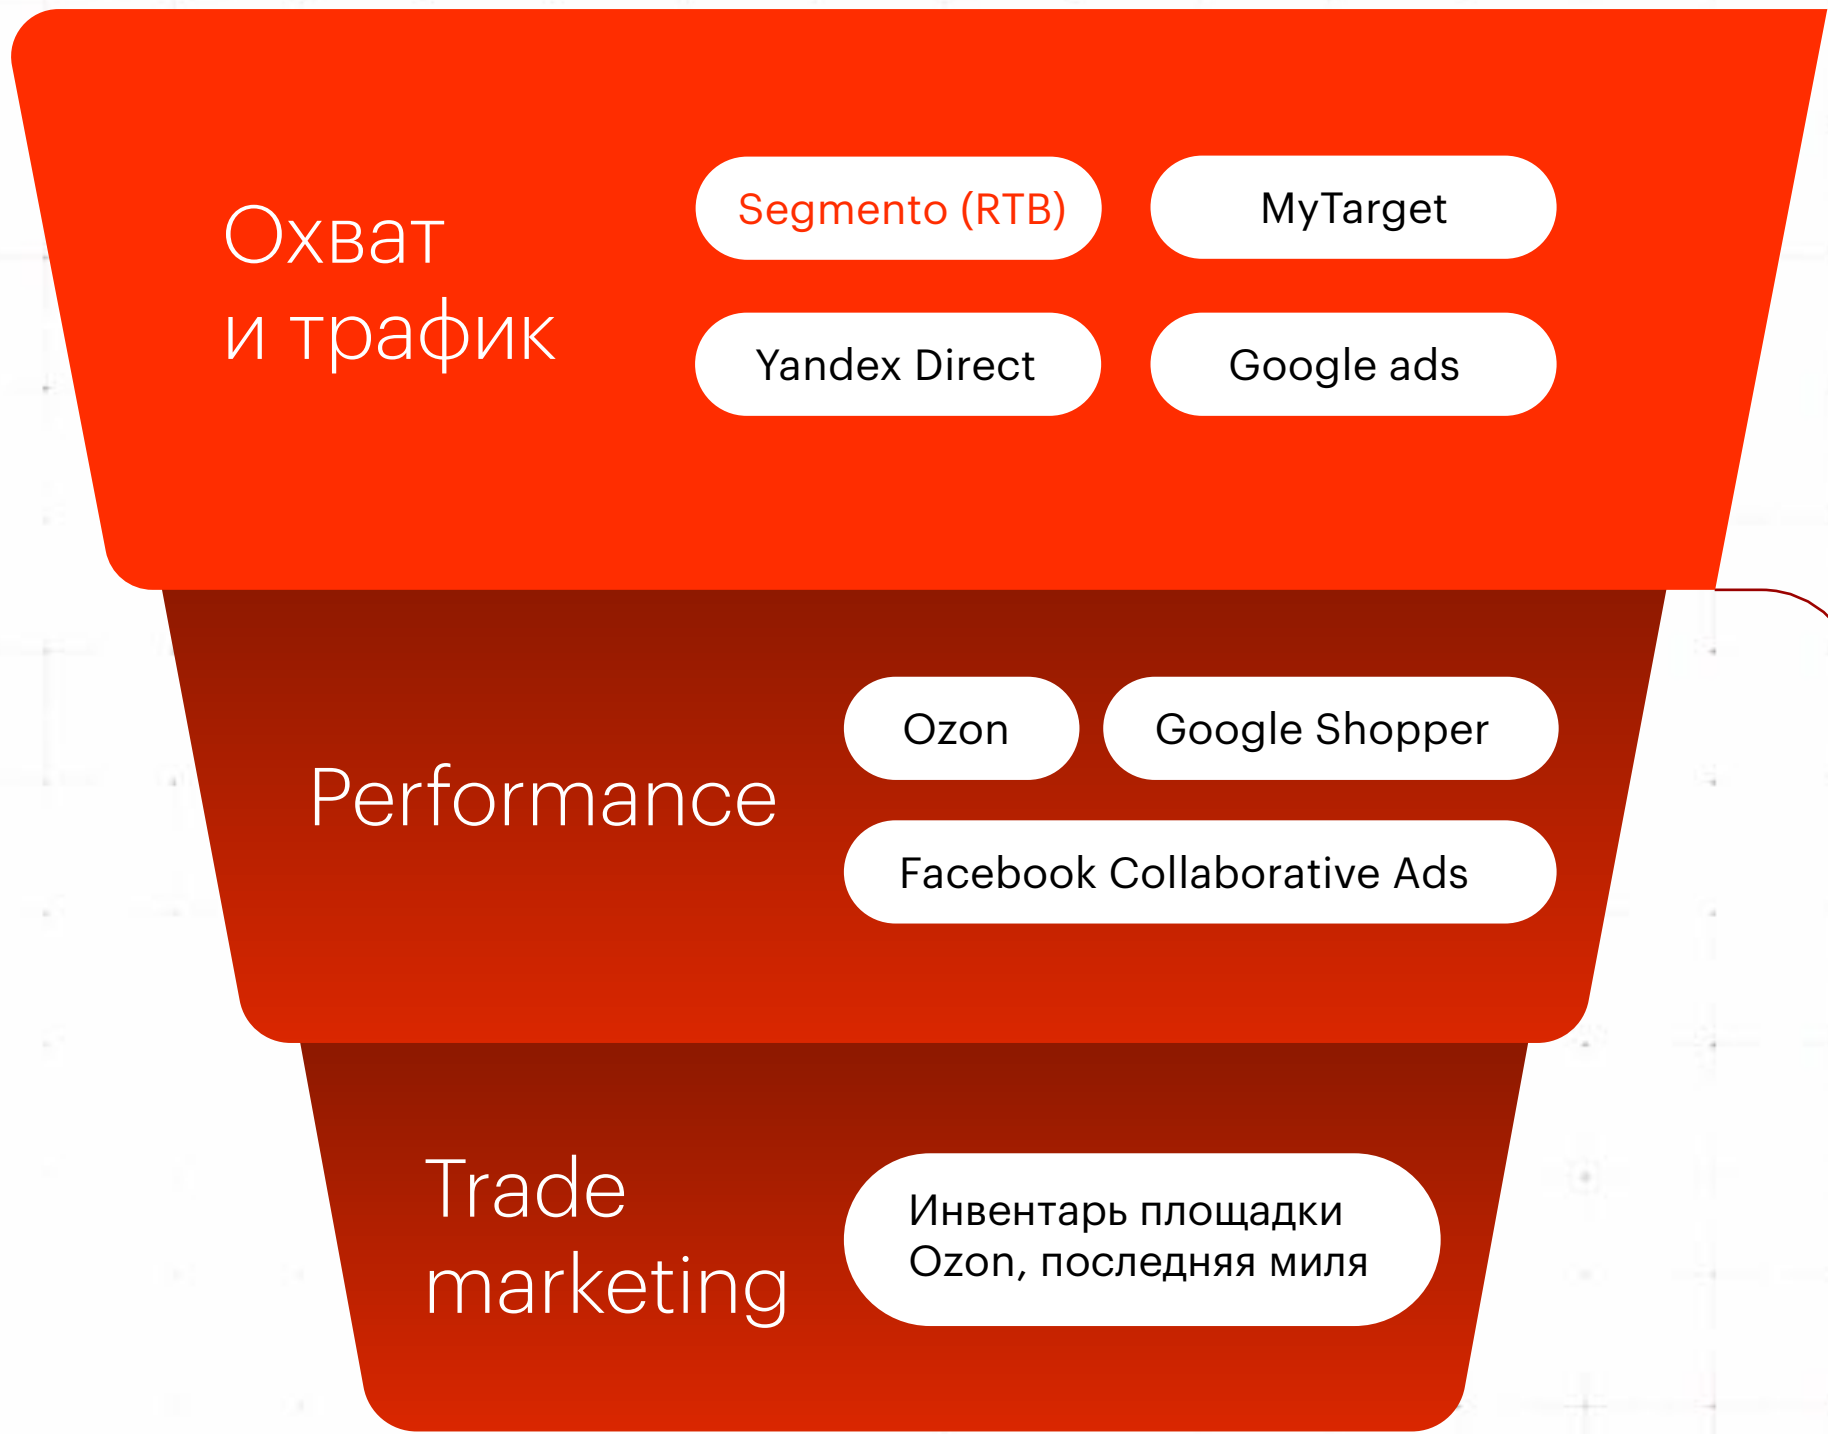 Охват
и трафик
Segmento (RTB)
MyTarget
Yandex Direct
Google ads
Performance
Ozon
Google Shopper
Facebook Collaborative Ads
Trade
marketing
Инвентарь площадки
Ozon, последняя миля